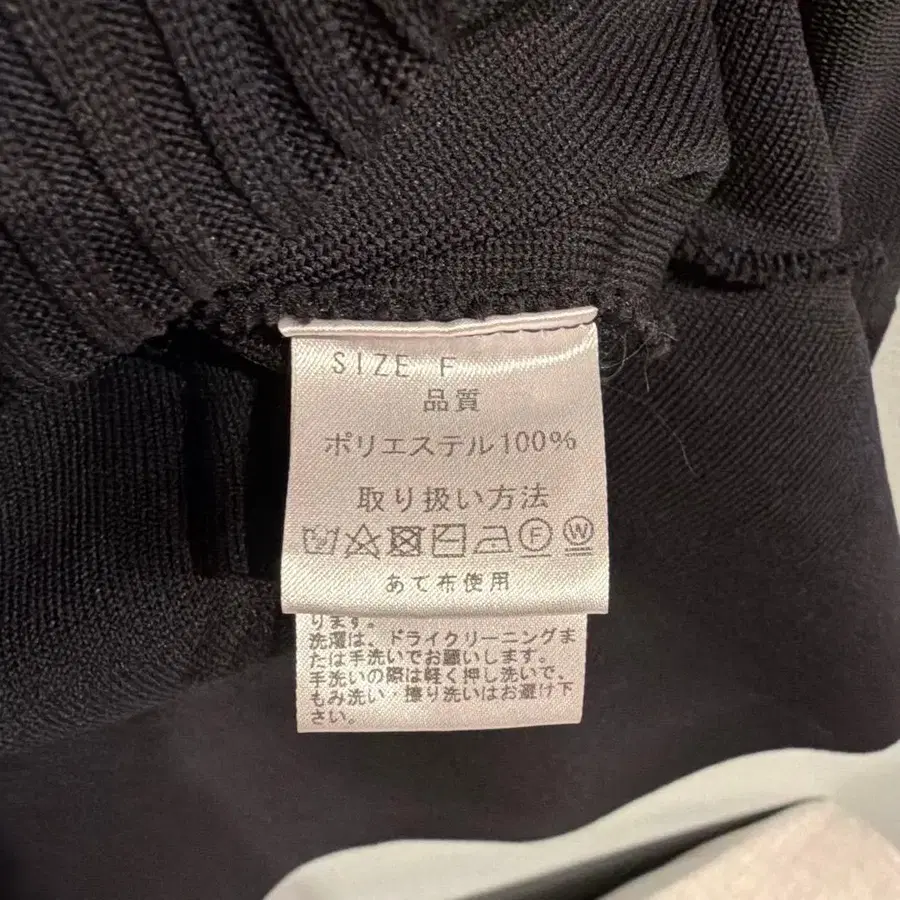 SIZE F
品質
ポリエステル100%
取り扱い方法
F W
あて布使用
ります。
洗濯は、ドライクリーニングま
たは手洗いでお願いします。
手洗いの際は軽く押し洗いで、
もみ洗い・擦り洗いはお避け下
さい。